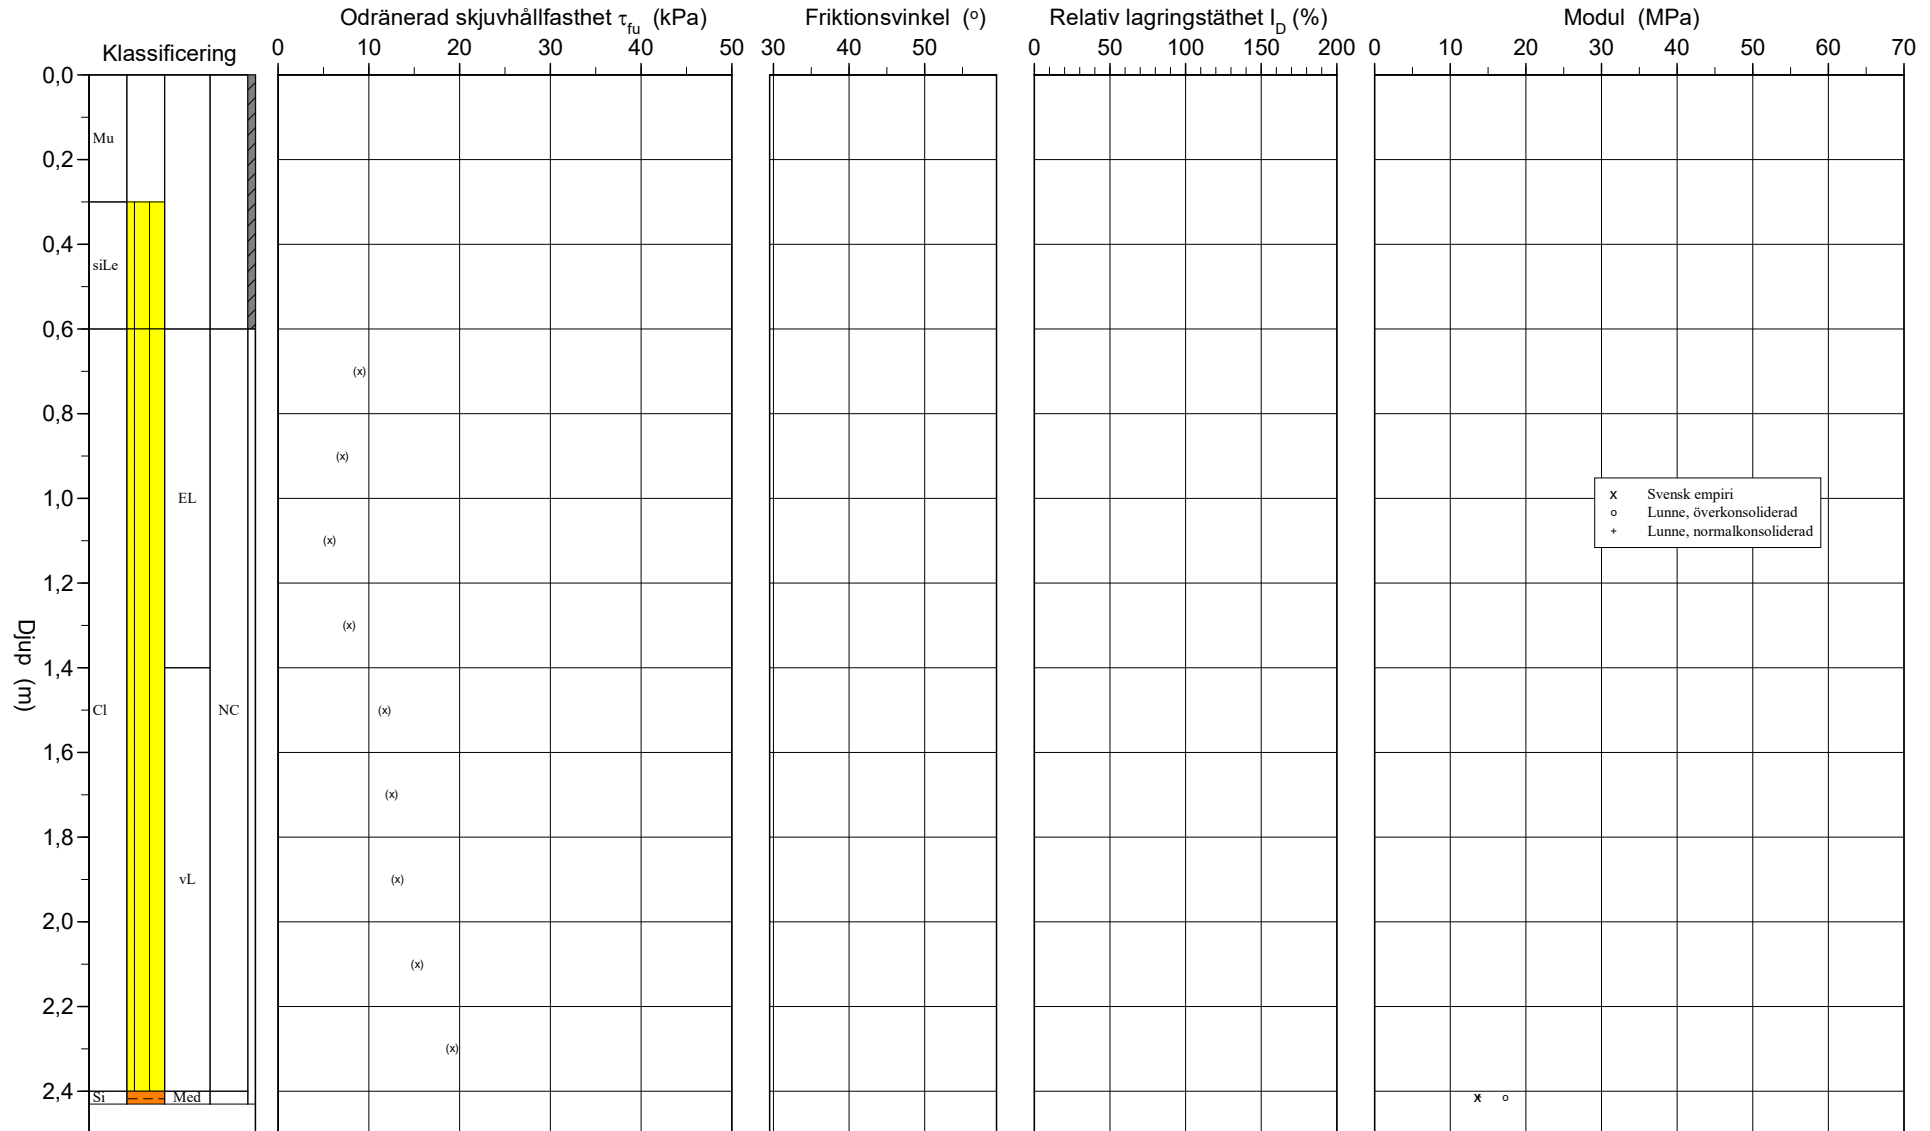 Odränerad skjuvhållfasthet τfu (kPa)
Friktionsvinkel (o)
Relativ lagringstäthet ID (%)
Modul (MPa)
Klassificering
0 10 20 30 40 50
30 40 50
0 50 100 150 200
0 10 20 30 40 50 60 70
0,0
Mu
0,2
0,4
siLe
0,6
(x)
0,8
(x)
1,0
EL
x Svensk empiri
o Lunne, överkonsoliderad
+ Lunne, normalkonsoliderad
(x)
1,2
(x)
1,4
Djup (m)
Cl
NC
(x)
1,6
(x)
1,8
vL
(x)
2,0
(x)
2,2
(x)
2,4
Si
Med